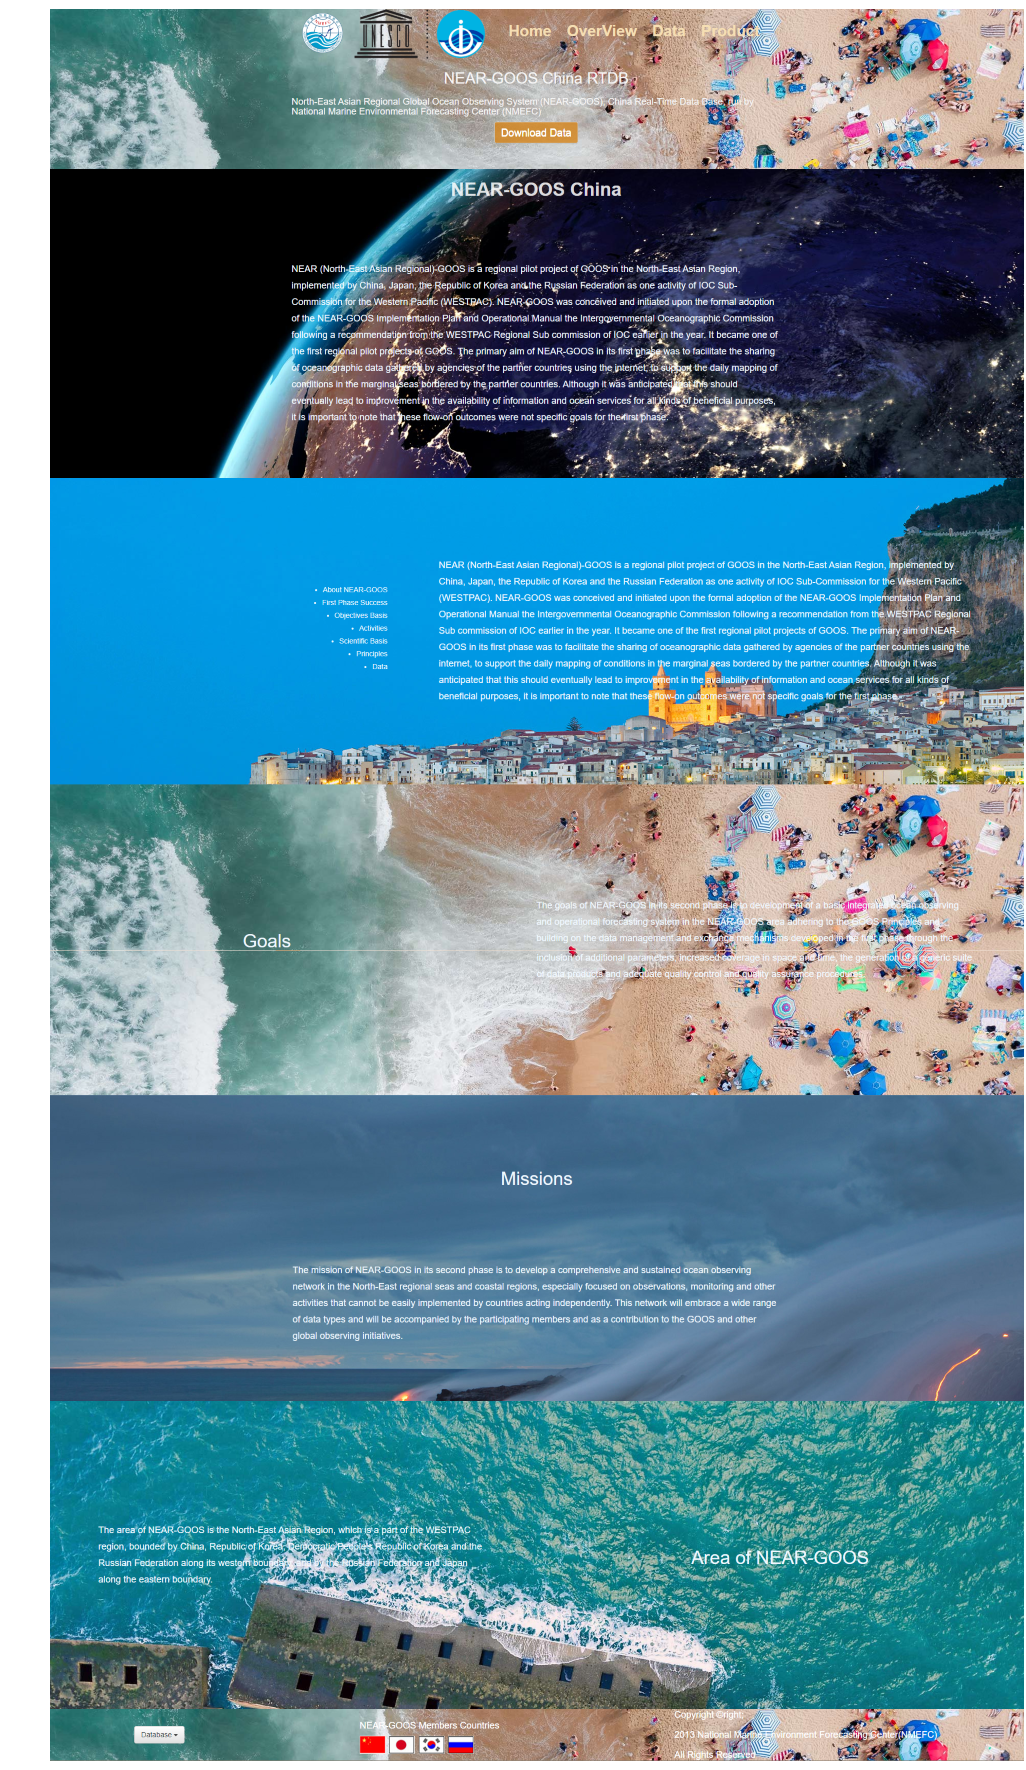 UNESCO
Home OverView Data Product
NEAR-GOOS China RTDB
North-East Asian Regional Global Ocean Observing System (NEAR-GOOS), China Real-Time Data Base, run by
National Marine Environmental Forecasting Center (NMEFC)
Download Data
NEAR-GOOS China
NEAR (North-East Asian Regional)-GOOS is a regional pilot project of GOOS in the North-East Asian Region,
implemented by China, Japan, the Republic of Korea and the Russian Federation as one activity of IOC Sub-
Commission for the Western Pacific (WESTPAC). NEAR-GOOS was conceived and initiated upon the formal adoption
of the NEAR-GOOS Implementation Plan and Operational Manual the Intergovernmental Oceanographic Commission
following a recommendation from the WESTPAC Regional Sub commission of IOC earlier in the year. It became one of
the first regional pilot projects of GOOS. The primary aim of NEAR-GOOS in its first phase was to facilitate the sharing
of oceanographic data gathered by agencies of the partner countries using the internet, to support the daily mapping of
conditions in the marginal seas bordered by the partner countries. Although it was anticipated that this should
eventually lead to improvement in the availability of information and ocean services for all kinds of beneficial purposes,
it is important to note that these flow-on outcomes were not specific goals for the first phase.
• About NEAR-GOOS
• First Phase Success
• Objectives Basis
• Activities
• Scientific Basis
• Principles
• Data
NEAR (North-East Asian Regional)-GOOS is a regional pilot project of GOOS in the North-East Asian Region, implemented by
China, Japan, the Republic of Korea and the Russian Federation as one activity of IOC Sub-Commission for the Western Pacific
(WESTPAC). NEAR-GOOS was conceived and initiated upon the formal adoption of the NEAR-GOOS Implementation Plan and
Operational Manual the Intergovernmental Oceanographic Commission following a recommendation from the WESTPAC Regional
Sub commission of IOC earlier in the year. It became one of the first regional pilot projects of GOOS. The primary aim of NEAR-
GOOS in its first phase was to facilitate the sharing of oceanographic data gathered by agencies of the partner countries using the
internet, to support the daily mapping of conditions in the marginal seas bordered by the partner countries. Although it was
anticipated that this should eventually lead to improvement in the availability of information and ocean services for all kinds of
beneficial purposes, it is important to note that these flow-on outcomes were not specific goals for the first phase.
Goals
The goals of NEAR-GOOS in its second phase is to development of a basic integrated ocean observing
and operational forecasting system in the NEAR-GOOS area adhering to the GOOS Principles and
building on the data management and exchange mechanisms developed in the first phase through the
inclusion of additional parameters, increased coverage in space and time, the generation of a generic suite
of data products and adequate quality control and quality assurance procedures.
Missions
The mission of NEAR-GOOS in its second phase is to develop a comprehensive and sustained ocean observing
network in the North-East regional seas and coastal regions, especially focused on observations, monitoring and other
activities that cannot be easily implemented by countries acting independently. This network will embrace a wide range
of data types and will be accompanied by the participating members and as a contribution to the GOOS and other
global observing initiatives.
The area of NEAR-GOOS is the North-East Asian Region, which is a part of the WESTPAC
region, bounded by China, Republic of Korea, Democratic People's Republic of Korea and the
Russian Federation along its western boundary and by the Russian Federation and Japan
along the eastern boundary.
Area of NEAR-GOOS
Database
NEAR-GOOS Members Countries
Copyright ©right:
2013 National Marine Environment Forecasting Center(NMEFC)
All Rights Reserved